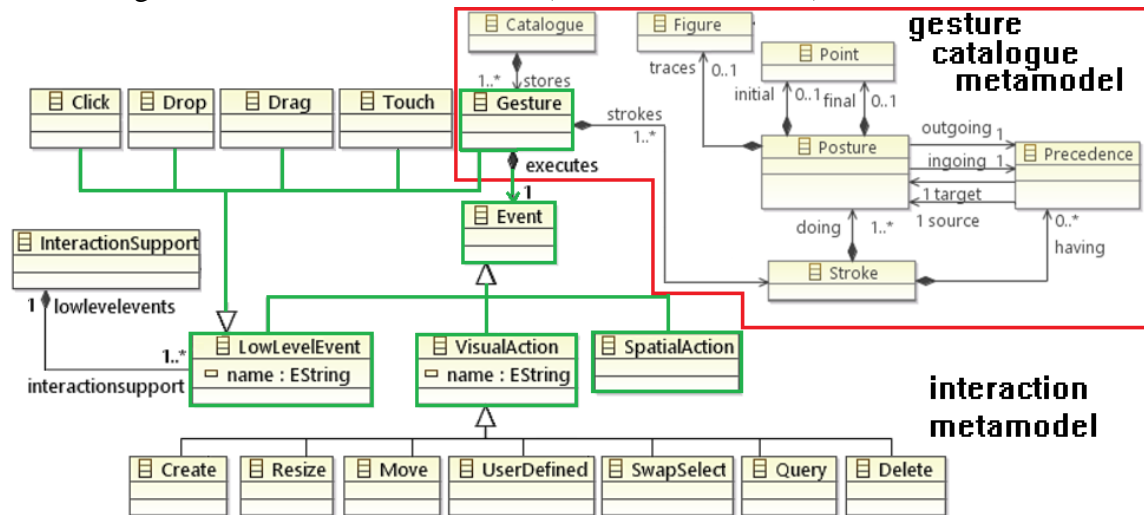 gesture
catalogue
metamodel
Catalogue
1..*
stores
Figure
traces
0..1
Point
initial
0..1
final
0..1
Click
Drop
Drag
Touch
Gesture
strokes
1..*
executes
1
Posture
outgoing 1
ingoing 1
1 target
1 source
Precedence
Event
doing
1..*
0..*
having
Stroke
InteractionSupport
1
lowlevelevents
1..*
interactionsupport
LowLevelEvent
name : EString
VisualAction
name : EString
SpatialAction
interaction
metamodel
Create
Resize
Move
UserDefined
SwapSelect
Query
Delete